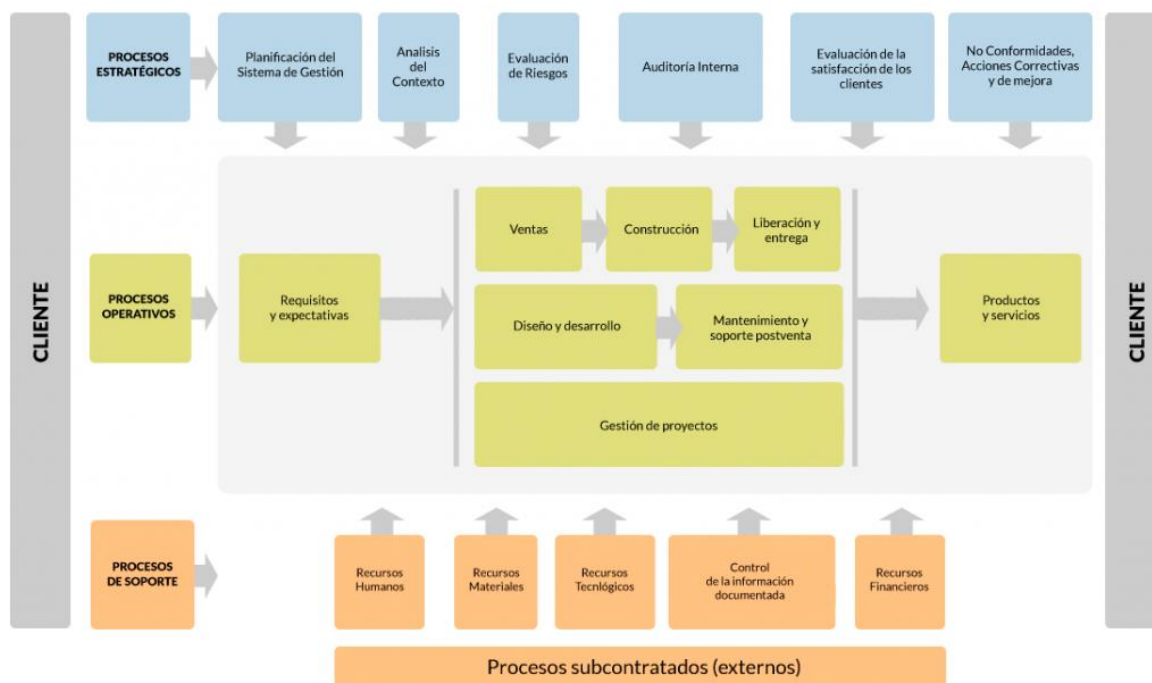 CLIENTE
PROCESOS
ESTRATÉGICOS
Planificación del
Sistema de Gestión
Analisis
del
Contexto
Evaluación
de Riesgos
Auditoría Interna
Evaluación de la
satisfacción de los
clientes
No Conformidades,
Acciones Correctivas
y de mejora
PROCESOS
OPERATIVOS
Requisitos
y expectativas
Ventas
Construcción
Liberación y
entrega
Diseño y desarrollo
Mantenimiento y
soporte postventa
Gestión de proyectos
Productos
y servicios
CLIENTE
PROCESOS
DE SOPORTE
Recursos
Humanos
Recursos
Materiales
Recursos
Tecnlógicos
Control
de la información
documentada
Recursos
Financieros
Procesos subcontratados (externos)